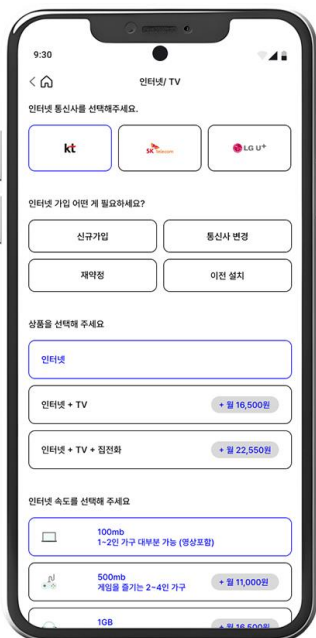 9:30
인터넷/ TV
인터넷 통신사를 선택해주세요.
kt
SK telecom
LG U+
인터넷 가입 어떤 게 필요하세요?
신규가입
통신사 변경
재약정
이전 설치
상품을 선택해 주세요
인터넷
인터넷 + TV
+ 월 16,500원
인터넷 + TV + 집전화
+ 월 22,550원
인터넷 속도를 선택해 주세요
100mb
1~2인 가구 대부분 가능 (영상포함)
500mb
게임을 즐기는 2~4인 가구
+ 월 11,000원
1GB
+ 월 16,500원